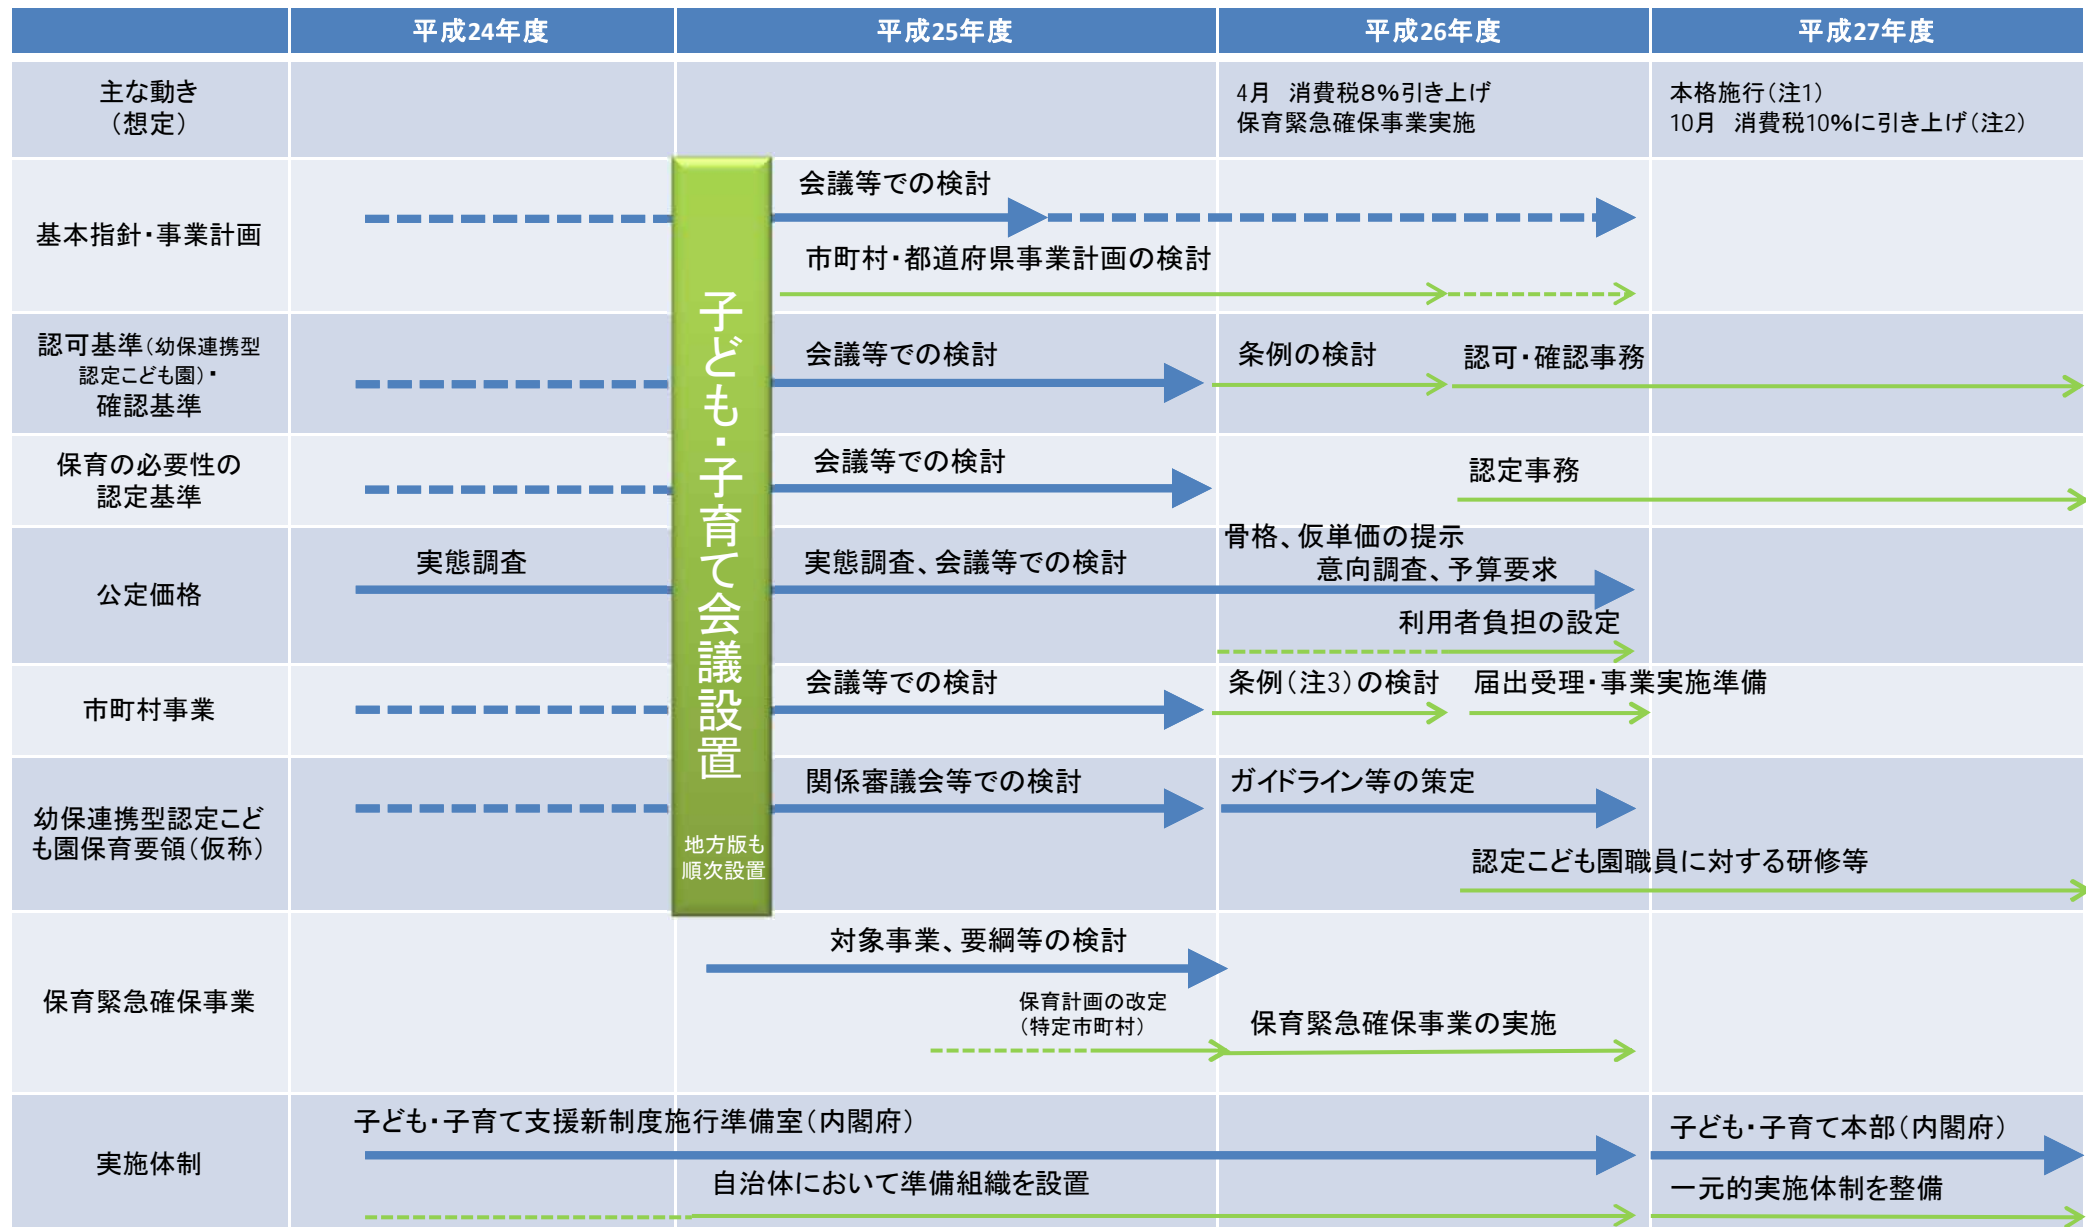 平成24年度
平成25年度
平成26年度
平成27年度
主な動き
（想定）
4月　消費税8％引き上げ
保育緊急確保事業実施
本格施行（注1）
10月　消費税10％に引き上げ（注2）
子ども・子育て会議設置
地方版も
順次設置
基本指針・事業計画
会議等での検討
市町村・都道府県事業計画の検討
認可基準（幼保連携型
認定こども園）・
確認基準
会議等での検討
条例の検討
認可・確認事務
保育の必要性の
認定基準
会議等での検討
認定事務
公定価格
実態調査
実態調査、会議等での検討
骨格、仮単価の提示
意向調査、予算要求
利用者負担の設定
市町村事業
会議等での検討
条例（注3）の検討
届出受理・事業実施準備
幼保連携型認定こど
も園保育要領（仮称）
関係審議会等での検討
ガイドライン等の策定
認定こども園職員に対する研修等
保育緊急確保事業
対象事業、要綱等の検討
保育計画の改定
（特定市町村）
保育緊急確保事業の実施
実施体制
子ども・子育て支援新制度施行準備室（内閣府）
自治体において準備組織を設置
子ども・子育て本部（内閣府）
一元的実施体制を整備